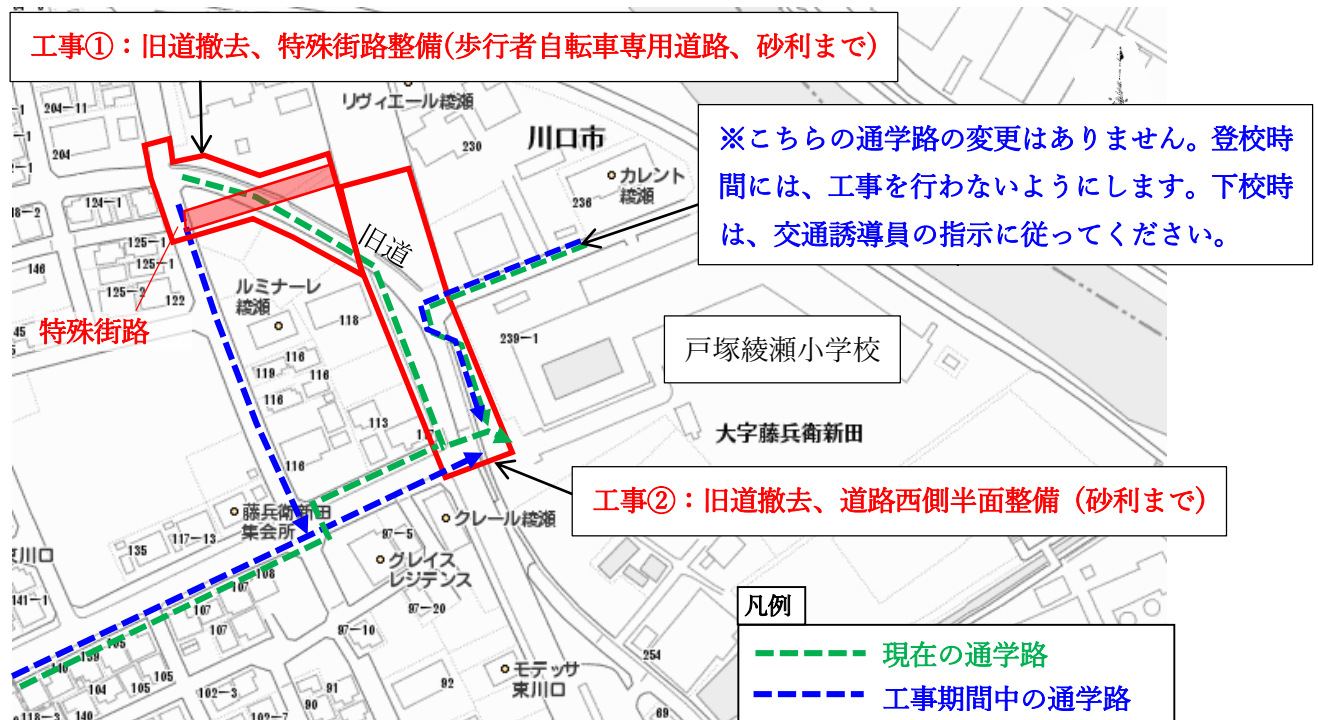 工事①：旧道撤去、特殊街路整備(歩行者自転車専用道路、砂利まで)
204-11
リヴィエール綾瀬
川口市
※こちらの通学路の変更はありません。登校時
間には、工事を行わないようにします。下校時
は、交通誘導員の指示に従ってください。
204
230
カレント
綾瀬
236
18-2
124-1
旧道
125-1
125-1
125-2
122
146
ルミナーレ
綾瀬
118
特殊街路
45
239-1
戸塚綾瀬小学校
116
119
116
116
113
大字藤兵衛新田
116
工事②：旧道撤去、道路西側半面整備（砂利まで）
藤兵衛新田
集会所
クレール綾瀬
117-13
135
97-5
グレイス
レジデンス
川口
141-1
108
107
107
107
97-20
97-10
凡例
現在の通学路
工事期間中の通学路
105
139
140
104
105
105
102-3
91
90
92
モテッサ
東川口
254
69
118-3
140
102-7